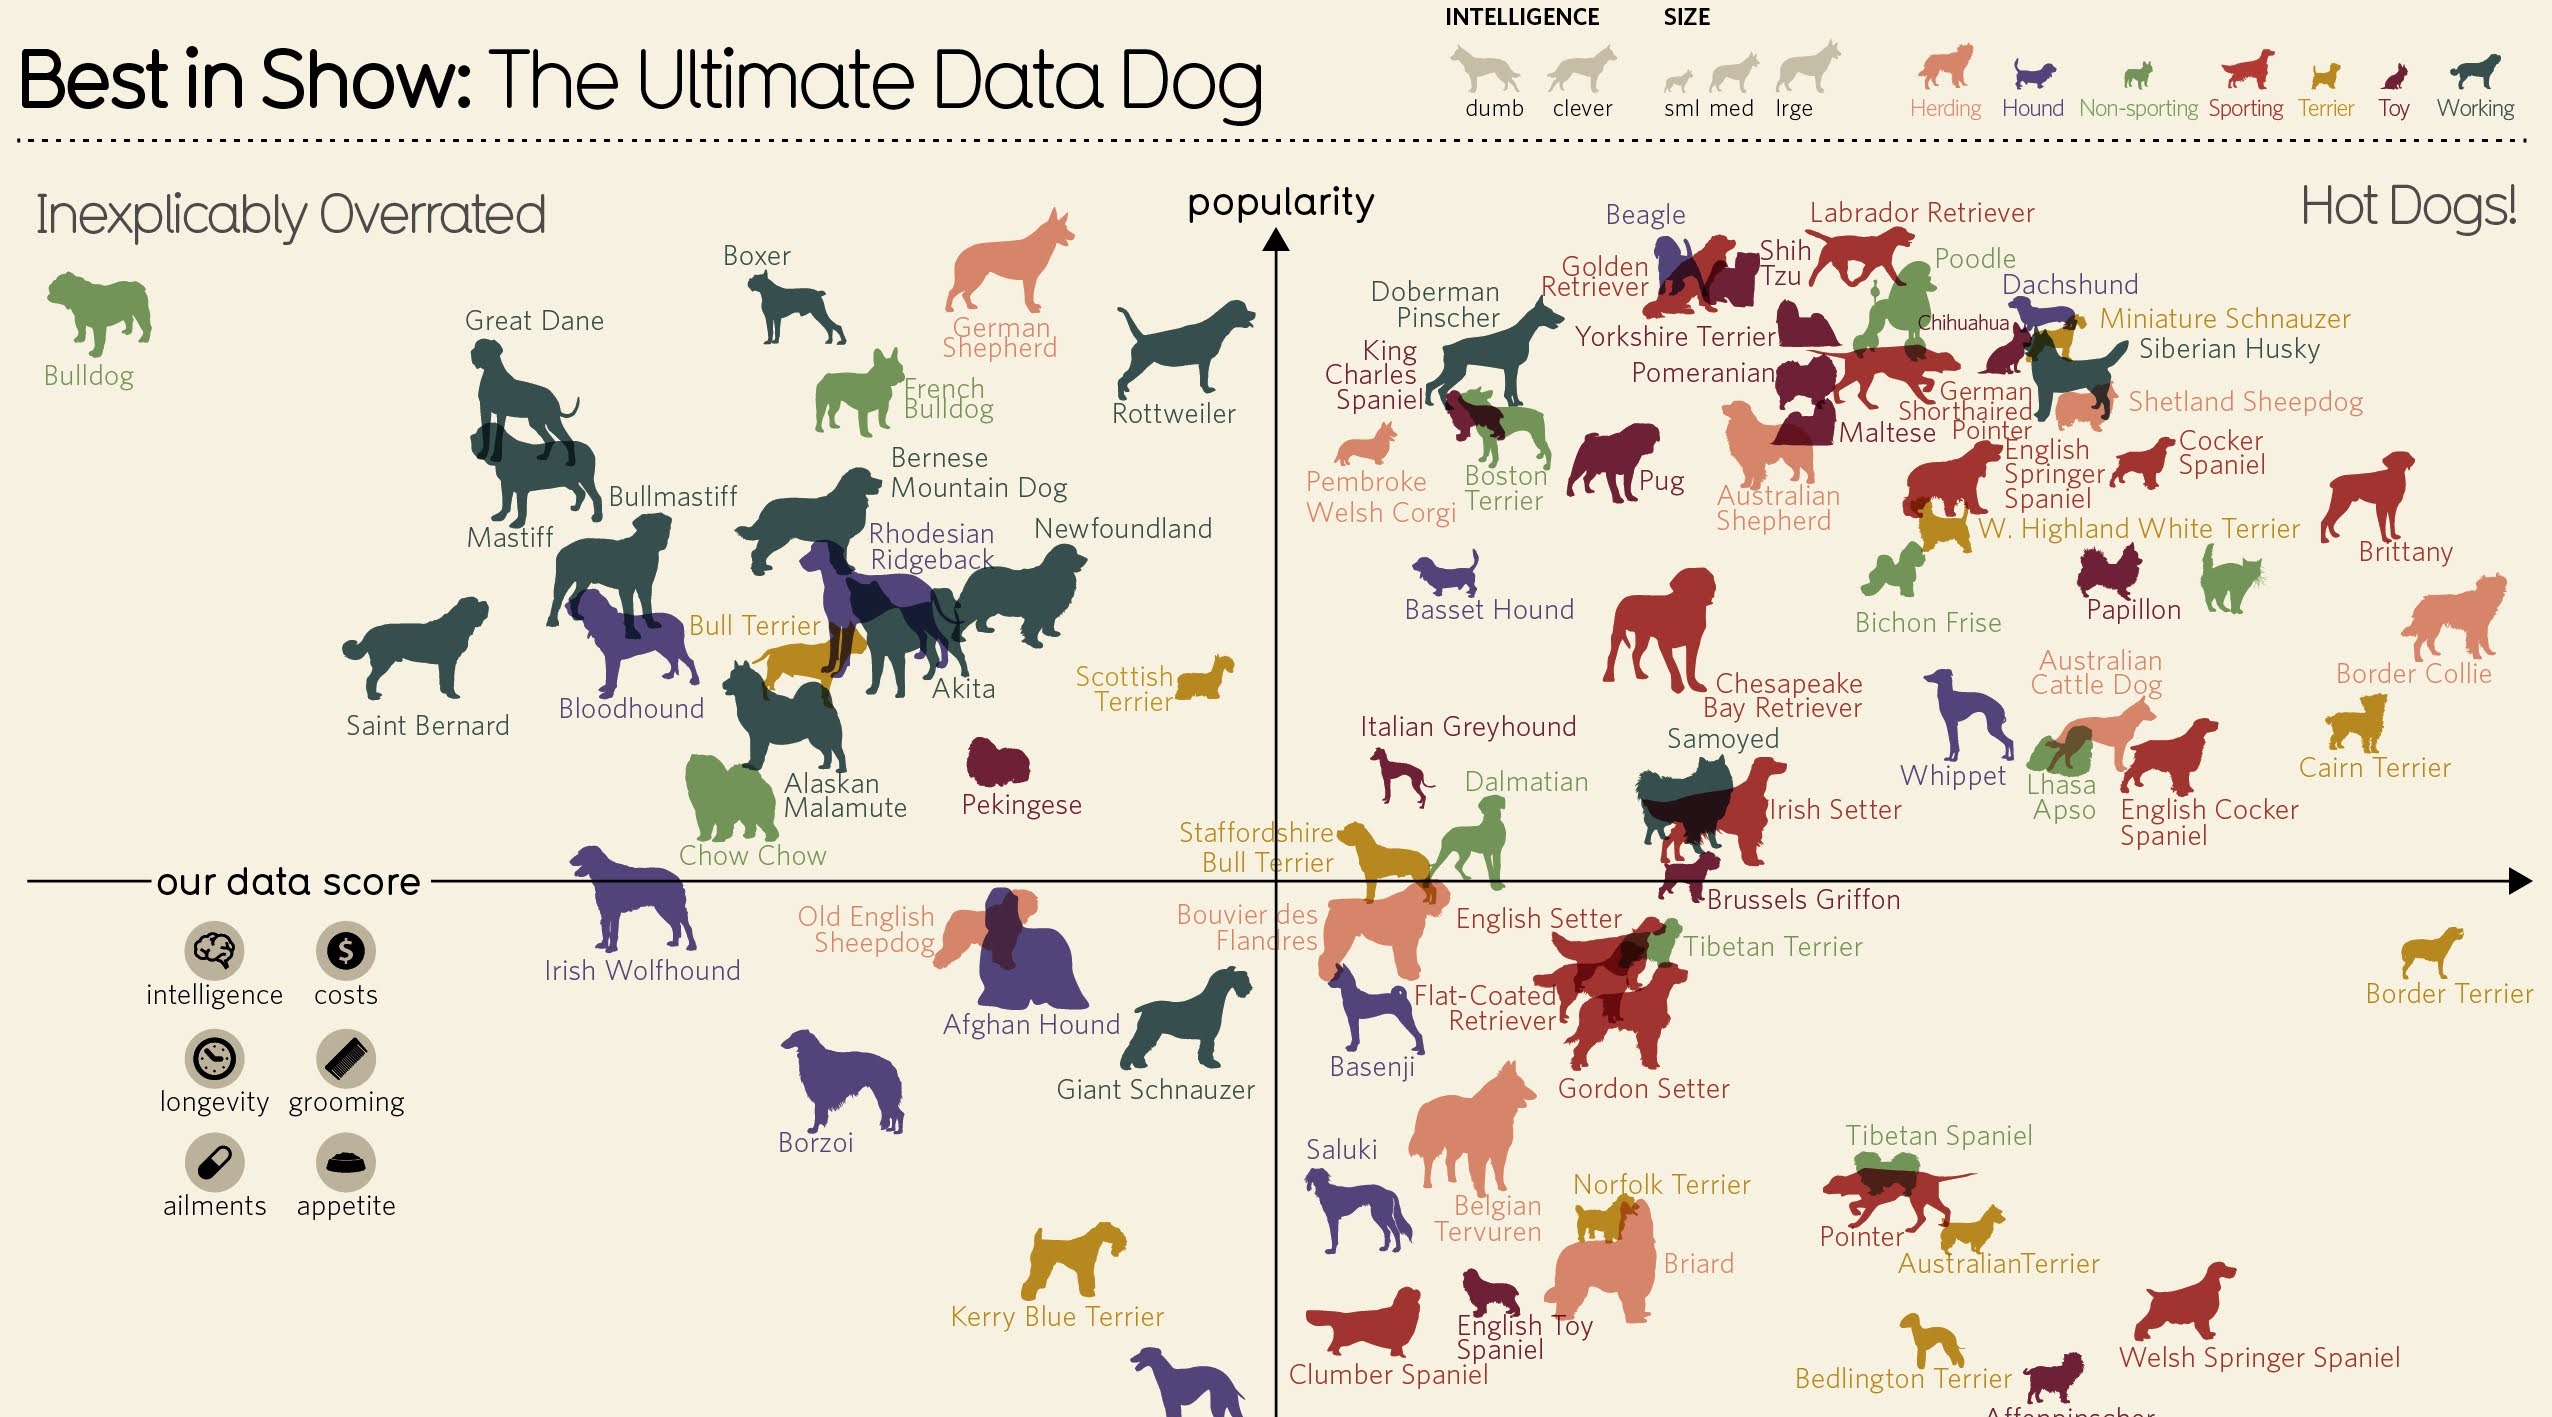 INTELLIGENCE
SIZE
Best in Show: The Ultimate Data Dog
dumb
clever
sml
med
lrge
Herding
Hound
Non-sporting
Sporting
Terrier
Toy
Working
Inexplicably Overrated
popularity
Hot Dogs!
Bulldog
Great Dane
Boxer
German
Shepherd
French
Bulldog
Rottweiler
Bernese
Mountain Dog
Bullmastiff
Mastiff
Rhodesian
Ridgeback
Newfoundland
Bull Terrier
Saint Bernard
Bloodhound
Akita
Scottish
Terrier
Alaskan
Malamute
Pekingese
Chow Chow
Beagle
Labrador Retriever
Golden
Retriever
Shih
Tzu
Poodle
Dachshund
Doberman
Pinscher
Yorkshire Terrier
Chihuahua
Miniature Schnauzer
Siberian Husky
King
Charles
Spaniel
Pomeranian
German
Shorthaired
Pointer
Shetland Sheepdog
Maltese
Pembroke
Welsh Corgi
Boston
Terrier
Pug
Australian
Shepherd
English
Springer
Spaniel
Cocker
Spaniel
W. Highland White Terrier
Brittany
Basset Hound
Bichon Frise
Papillon
Border Collie
Chesapeake
Bay Retriever
Australian
Cattle Dog
Italian Greyhound
Samoyed
Whippet
Lhasa
Apso
Cairn Terrier
Dalmatian
Irish Setter
English Cocker
Spaniel
Staffordshire
Bull Terrier
our data score
intelligence
costs
longevity
grooming
ailments
appetite
$
Irish Wolfhound
Old English
Sheepdog
Afghan Hound
Giant Schnauzer
Borzoi
Kerry Blue Terrier
Brussels Griffon
Bouvier des
Flandres
English Setter
Tibetan Terrier
Border Terrier
Flat-Coated
Retriever
Basenji
Gordon Setter
Saluki
Belgian
Tervuren
Norfolk Terrier
Briard
Tibetan Spaniel
Pointer
AustralianTerrier
English Toy
Spaniel
Clumber Spaniel
Welsh Springer Spaniel
Bedlington Terrier